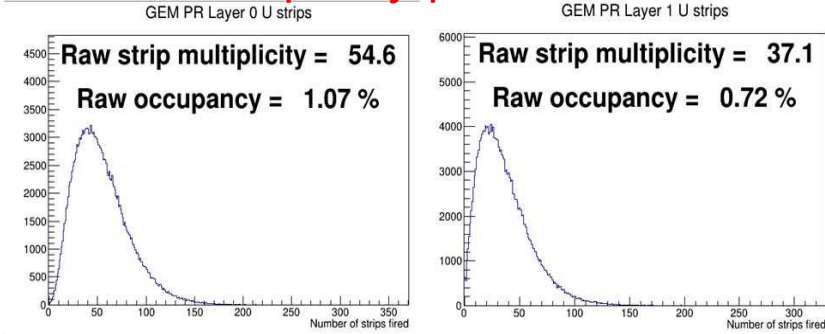 GEM PR Layer 0 U strips
Raw strip multiplicity = 54.6
Raw occupancy = 1.07 %
4500
4000
3500
3000
2500
2000
1500
1000
500
0
0 50 100 150 200 250 300 350
Number of strips fired
GEM PR Layer 1 U strips
Raw strip multiplicity = 37.1
Raw occupancy = 0.72 %
6000
5000
4000
3000
2000
1000
0
0 50 100 150 200 250 300
Number of strips fired